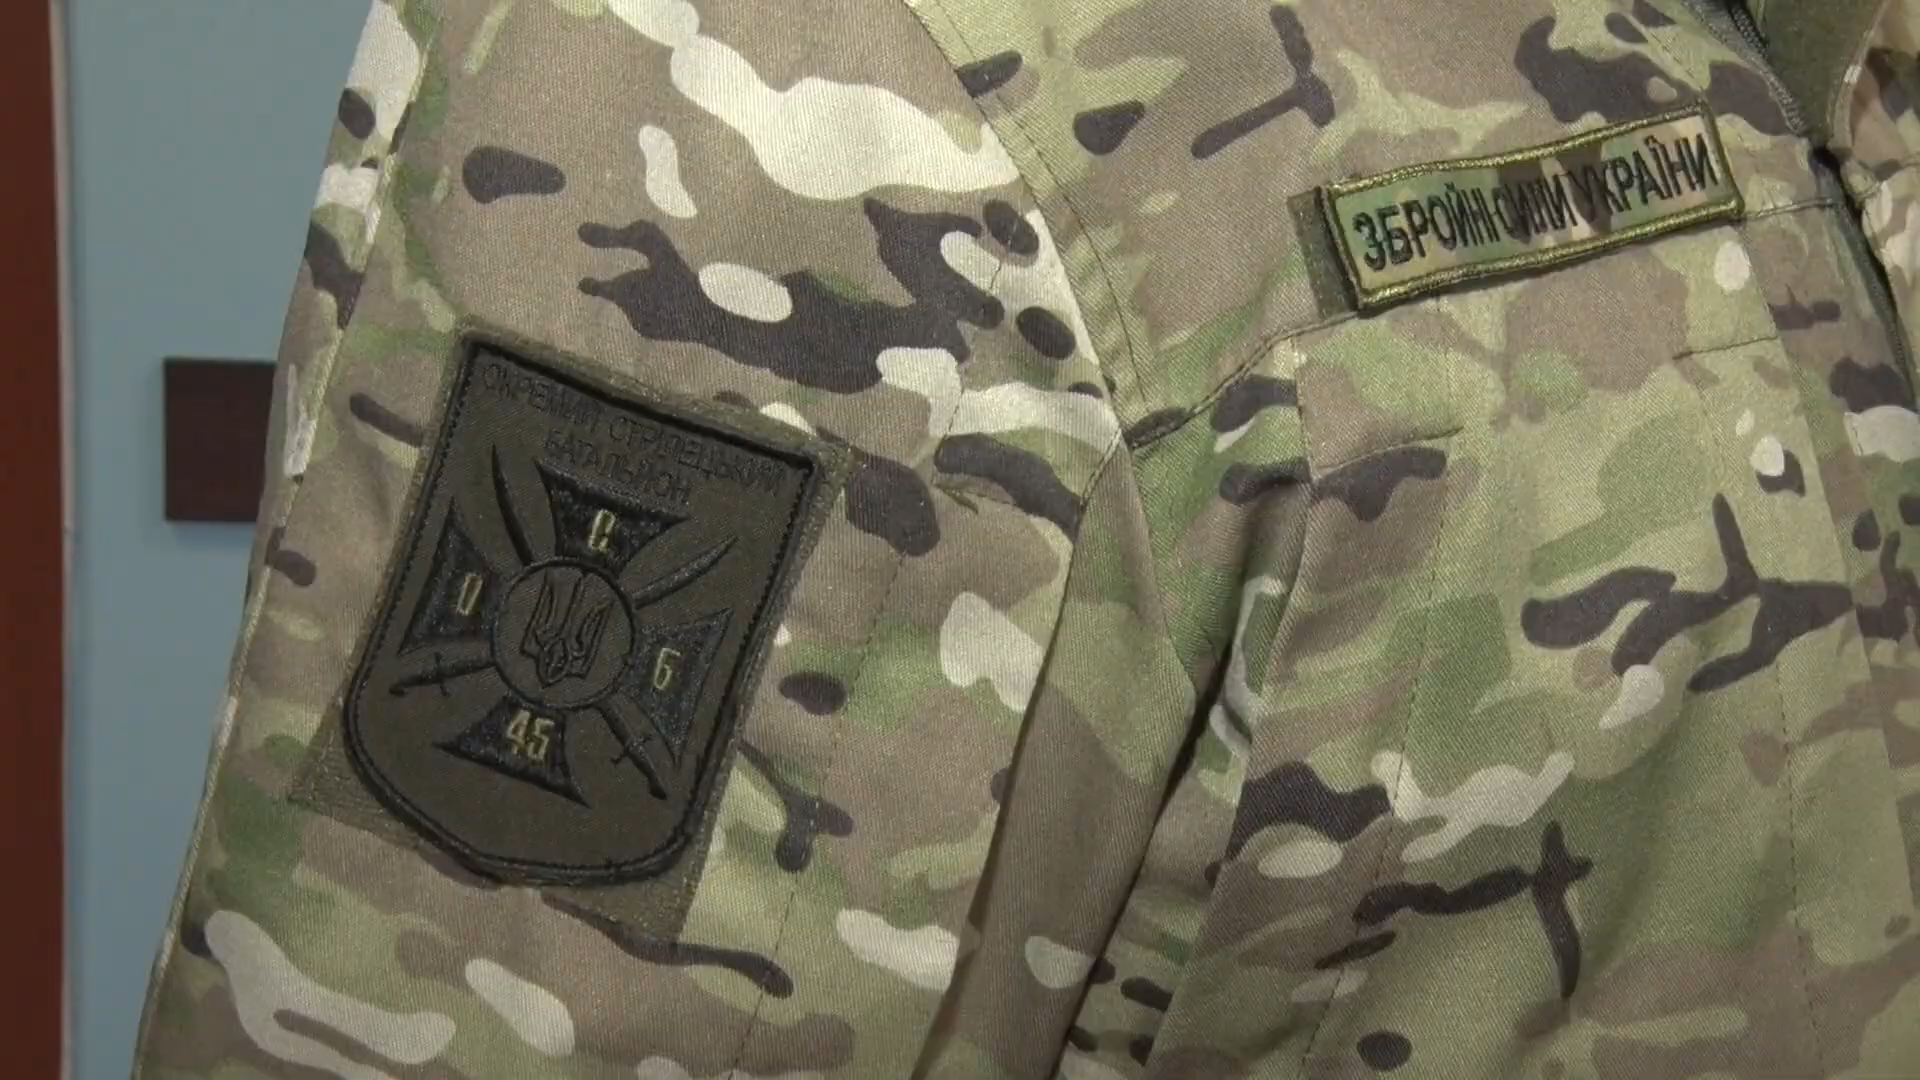 ЗБРОЙНІ СИЛИ УКРАЇНИ
ОКРЕМИЙ СТРІЛЕЦЬКИЙ
БАТАЛЬЙОН
С
О
Б
45